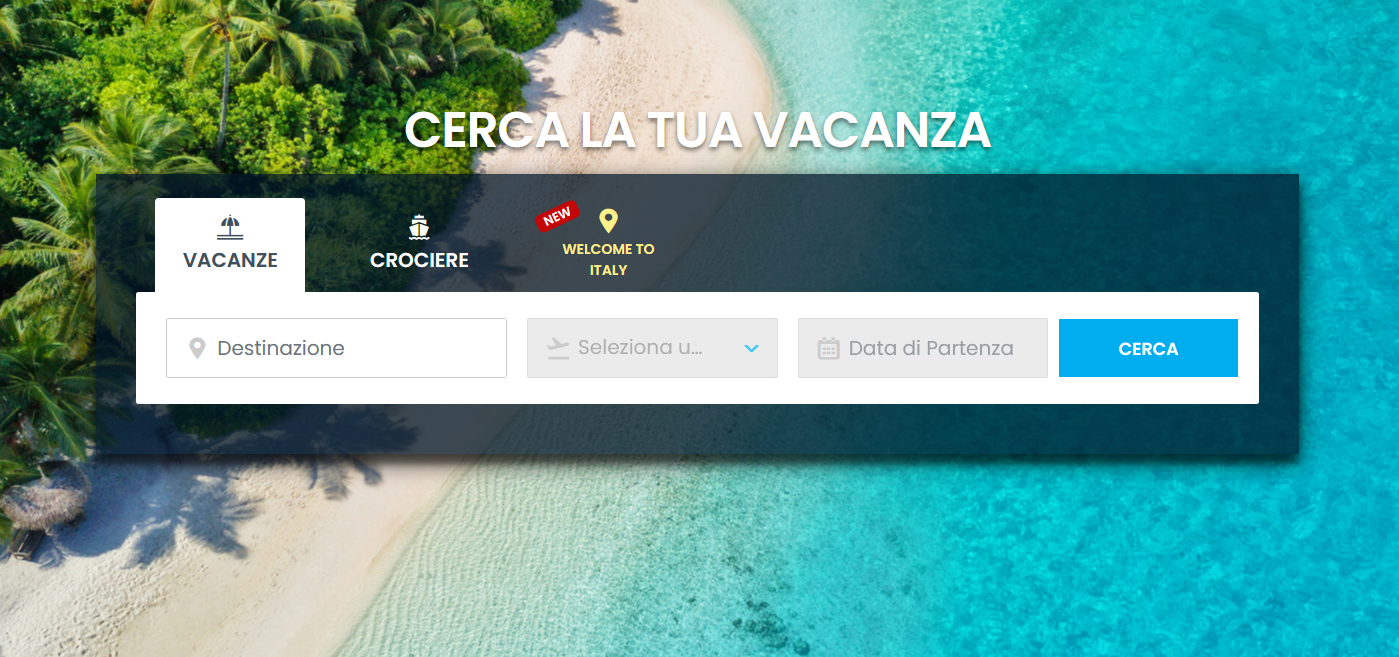 CERCA LA TUA VACANZA
VACANZE
CROCIERE
NEW
WELCOME TO
ITALY
Destinazione
Seleziona u...
Data di Partenza
CERCA